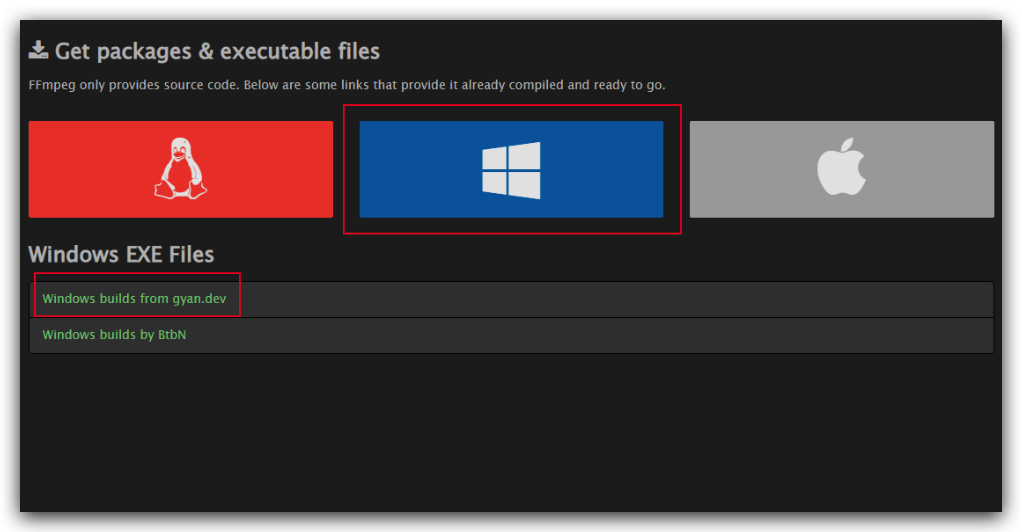 Get packages & executable files
FFmpeg only provides source code. Below are some links that provide it already compiled and ready to go.
Windows EXE Files
Windows builds from gyan.dev
Windows builds by BtbN